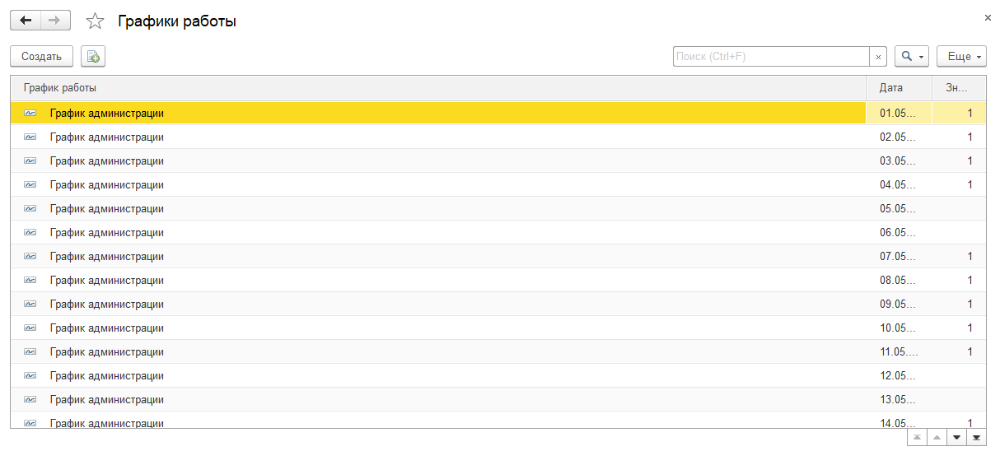 Графики работы
Создать
Поиск (Ctrl+F)
Еще
График работы Дата Зн...
График администрации 01.05... 1
График администрации 02.05... 1
График администрации 03.05... 1
График администрации 04.05... 1
График администрации 05.05...
График администрации 06.05...
График администрации 07.05... 1
График администрации 08.05... 1
График администрации 09.05... 1
График администрации 10.05... 1
График администрации 11.05.... 1
График администрации 12.05...
График администрации 13.05...
График администрации 14.05... 1